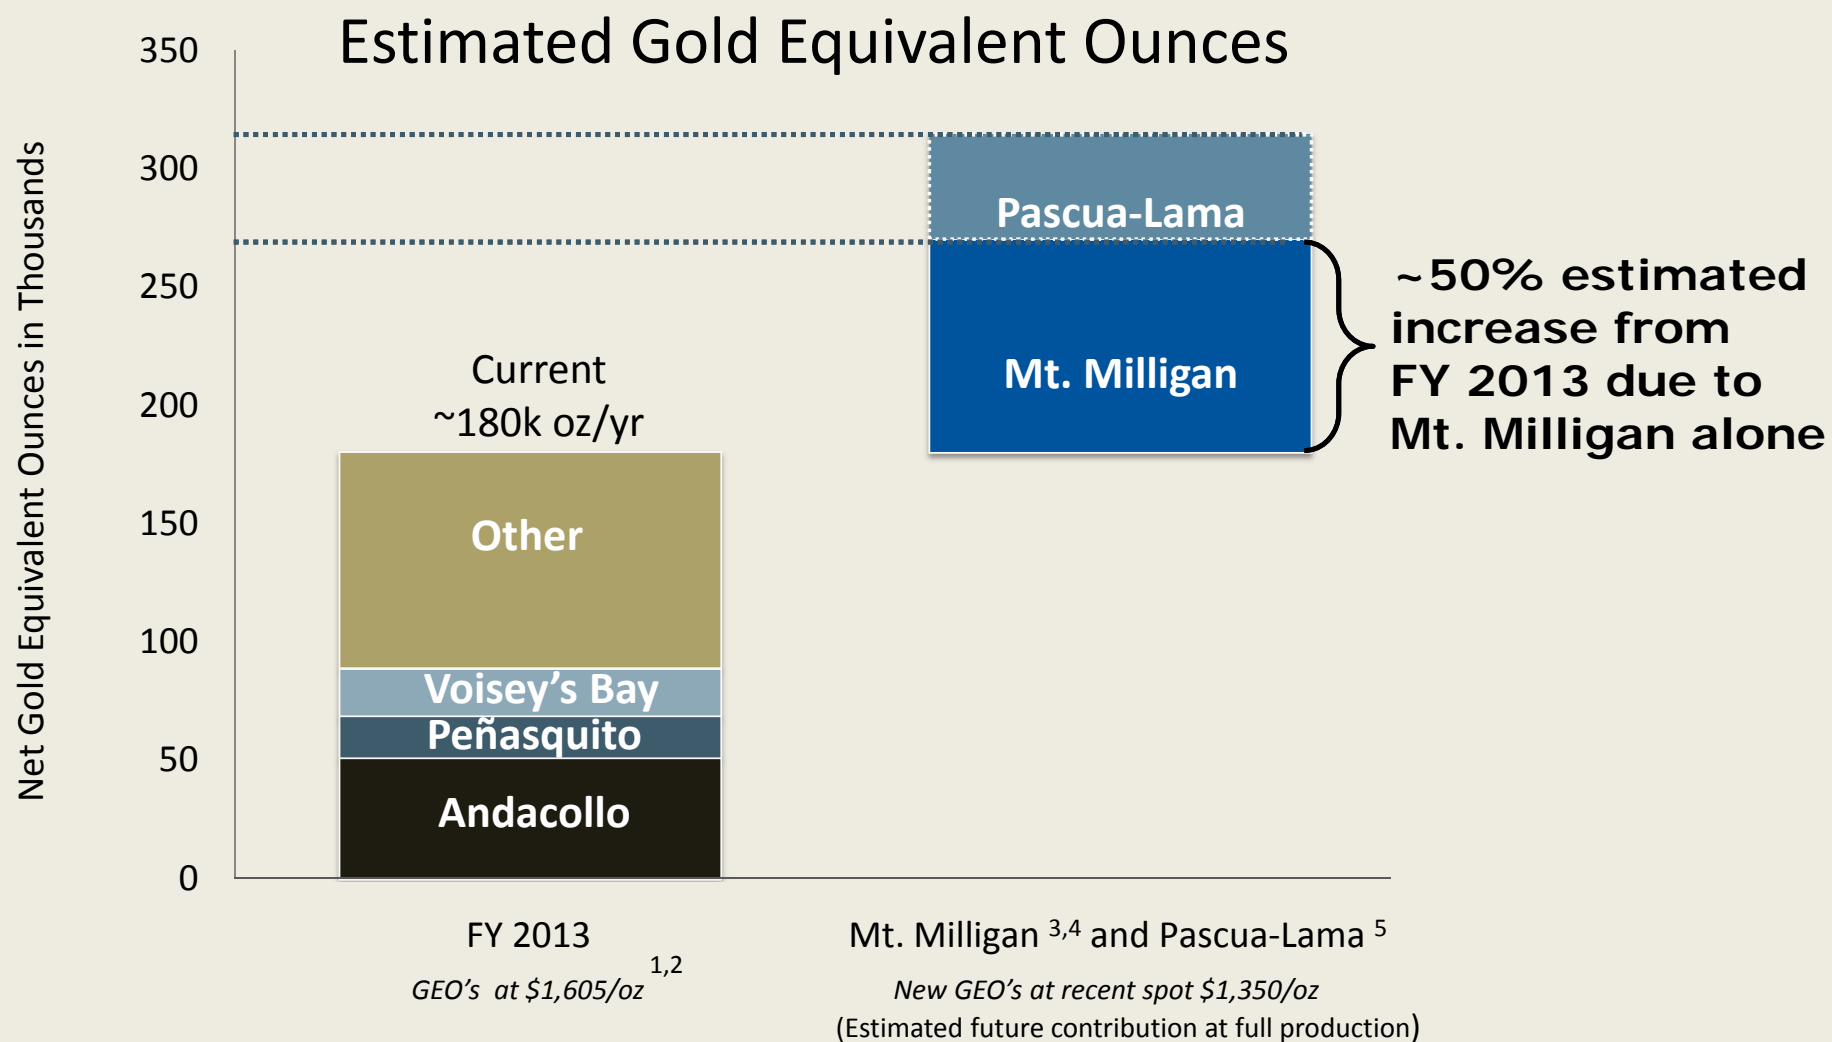 Estimated Gold Equivalent Ounces
Net Gold Equivalent Ounces in Thousands
350
300
250
200
150
100
50
0
Current
~180k oz/yr
Other
Voisey’s Bay
Peñasquito
Andacollo
Pascua-Lama
Mt. Milligan
~50% estimated
increase from
FY 2013 due to
Mt. Milligan alone
FY 2013
GEO’s at $1,605/oz 1,2
Mt. Milligan 3,4 and Pascua-Lama 5
New GEO’s at recent spot $1,350/oz
(Estimated future contribution at full production)